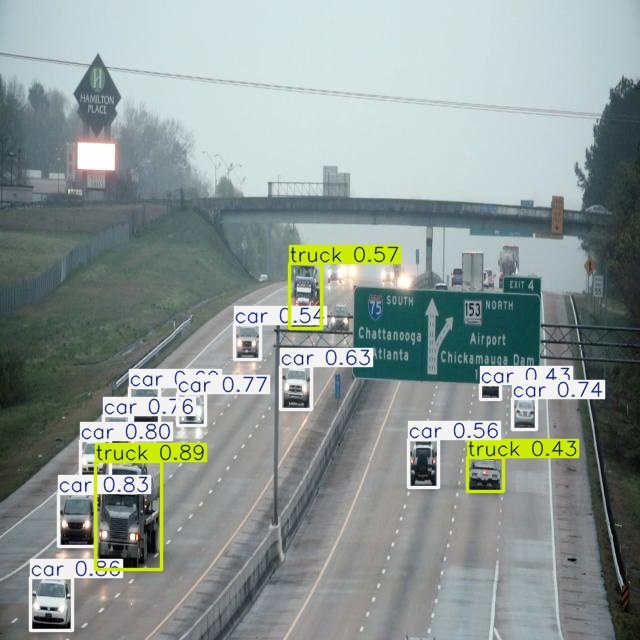 H
HAMILTON
PLACE
truck 0.57
EXIT 4
75 SOUTH
153 NORTH
Chattanooga
Atlanta
Airport
Chickamauga Dam
car 0.54
car 0.63
car
car 0.77
car 0.76
car 0.43
car 0.74
car 0.80
car 0.56
truck 0.89
truck 0.43
car 0.83
car 0.86